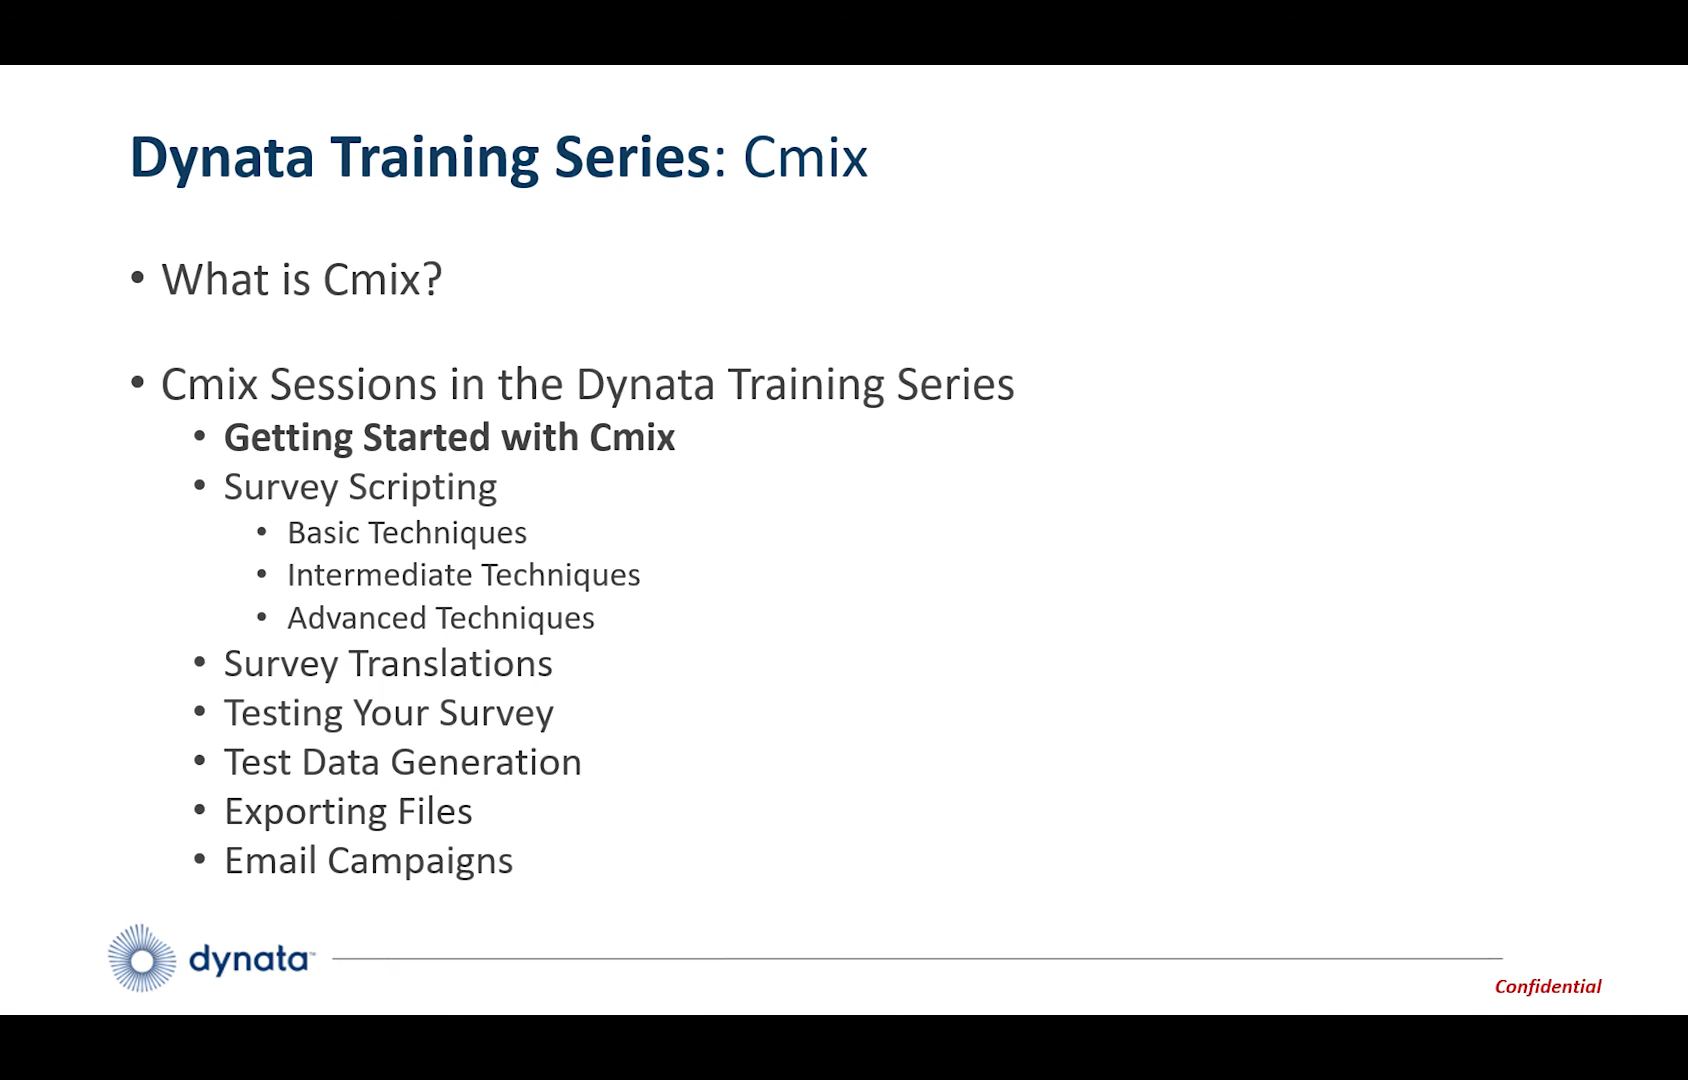 Dynata Training Series: Cmix
• What is Cmix?
• Cmix Sessions in the Dynata Training Series
• Getting Started with Cmix
• Survey Scripting
• Basic Techniques
• Intermediate Techniques
• Advanced Techniques
• Survey Translations
• Testing Your Survey
• Test Data Generation
• Exporting Files
• Email Campaigns
dynata™
Confidential